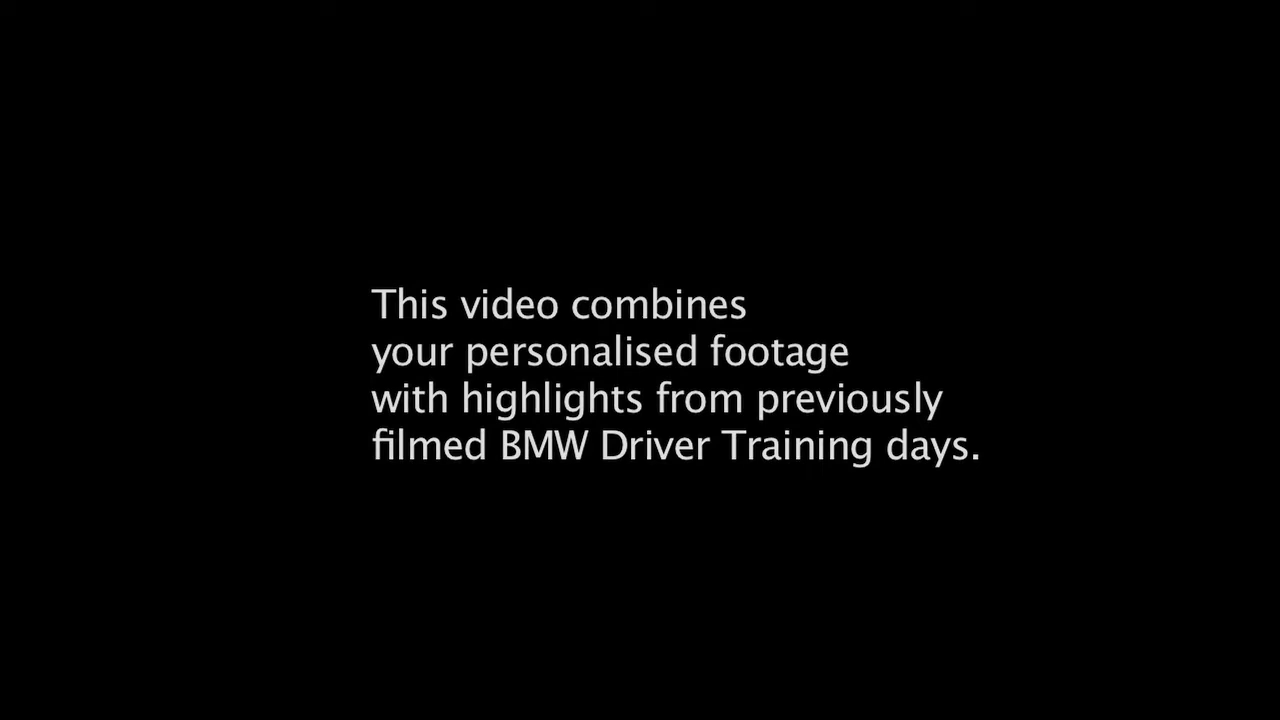 This video combines
your personalised footage
with highlights from previously
filmed BMW Driver Training days.